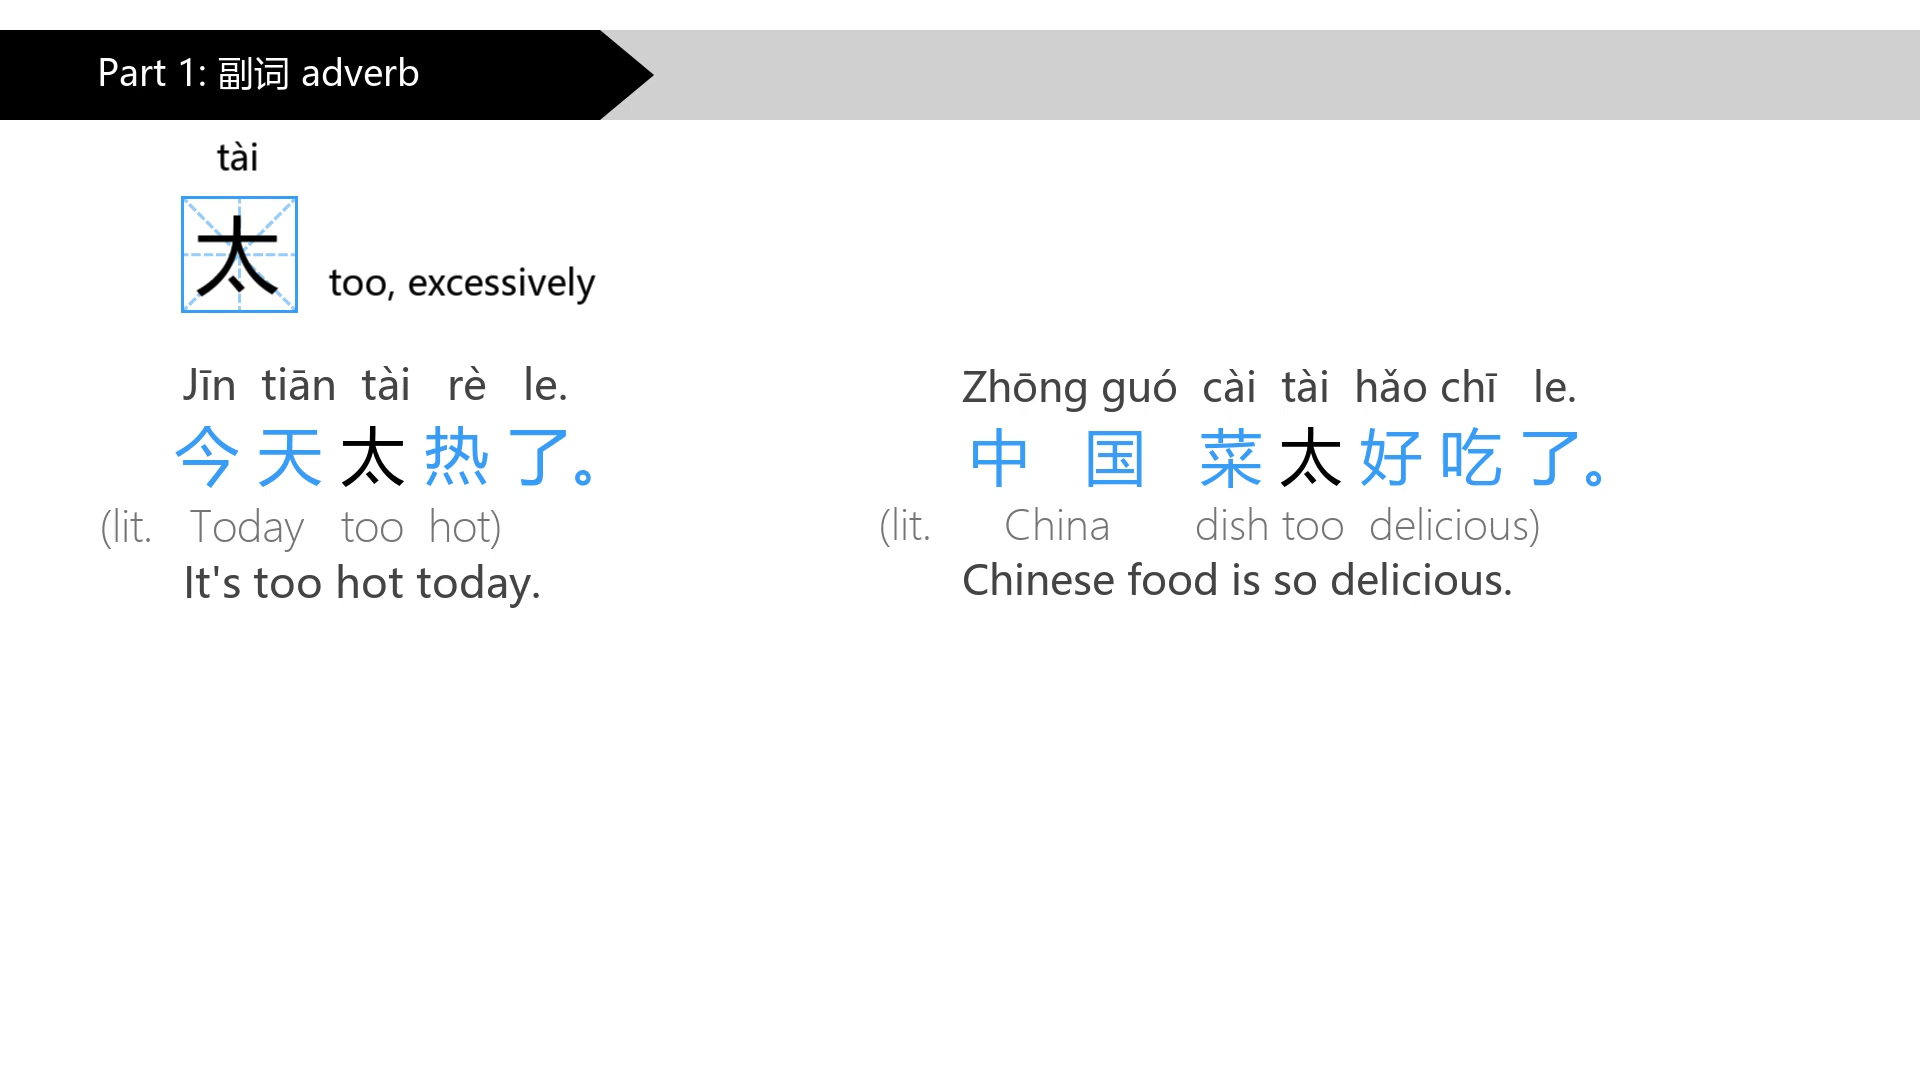 Part 1: 副词 adverb
tài
太
too, excessively
Jīn tiān tài rè le.
今天太热了。
(lit. Today too hot)
It's too hot today.
Zhōng guó cài tài hǎo chī le.
中国菜太好吃了。
(lit. China dish too delicious)
Chinese food is so delicious.